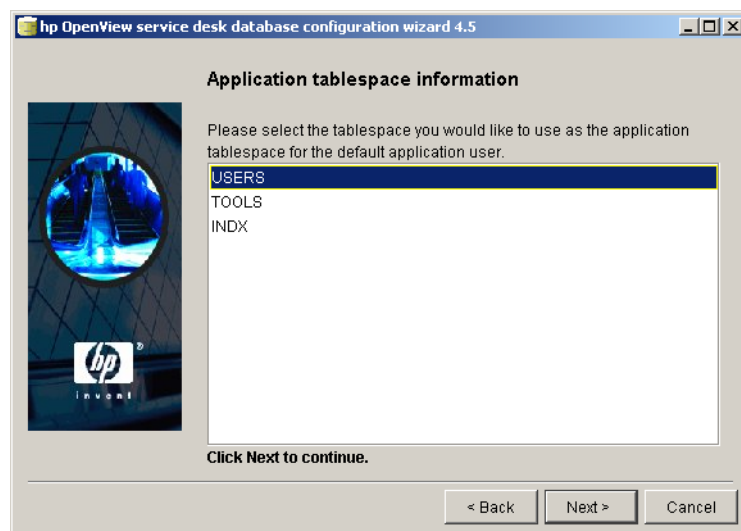 hp OpenView service desk database configuration wizard 4.5
Application tablespace information
Please select the tablespace you would like to use as the application
tablespace for the default application user.
USERS
TOOLS
INDX
hp
®
invent
Click Next to continue.
< Back
Next >
Cancel